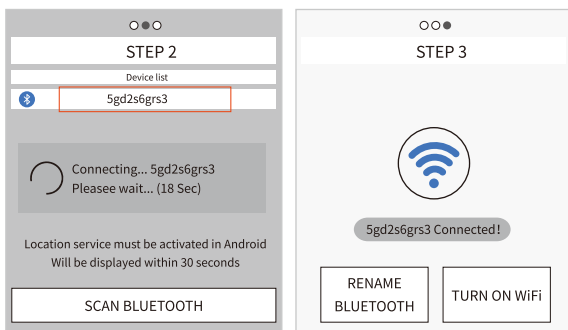 STEP 2
Device list
5gd2s6grs3
Connecting... 5gd2s6grs3
Pleasee wait... (18 Sec)
Location service must be activated in Android
Will be displayed within 30 seconds
SCAN BLUETOOTH
STEP 3
5gd2s6grs3 Connected!
RENAME
BLUETOOTH
TURN ON WiFi